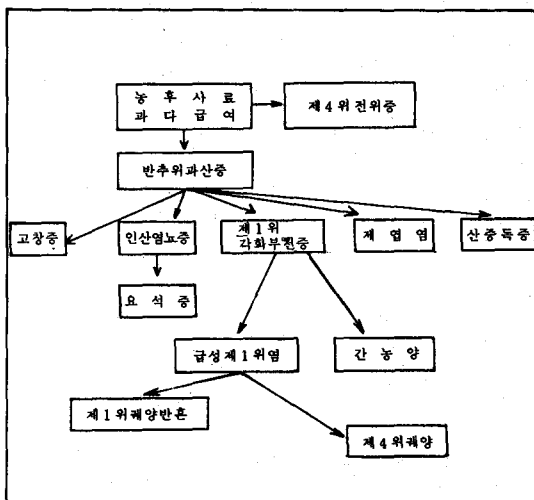 농 후 사 료
과 다 급 여
제 4 위 전 위 증
반추위과산증
고창증
인산염뇨증
제 1 위
각화부전증
제 엽 염
산 중 독 증
요 석 증
급성 제 1 위염
간 농 양
제 1 위궤양반흔
제 4 위궤양